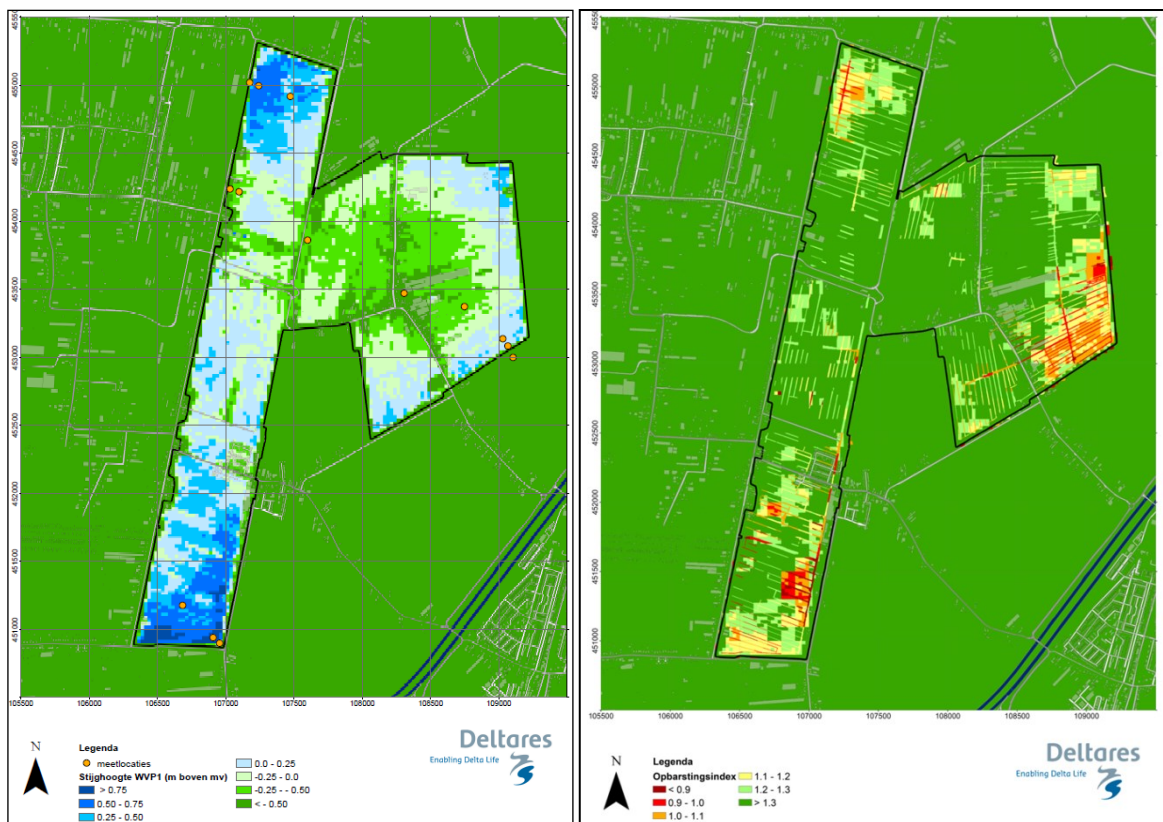 455500
455000
454500
454000
453500
453000
452500
452000
451500
451000
105500 106000 106500 107000 107500 108000 108500 109000
N
Legenda
meetlocaties
Stijghoogte WVP1 (m boven mv)
> 0.75
0.50 - 0.75
0.25 - 0.50
0.0 - 0.25
-0.25 - 0.0
-0.25 - -0.50
< - 0.50
Deltares
Enabling Delta Life
455500
455000
454500
454000
453500
453000
452500
452000
451500
451000
105500 106000 106500 107000 107500 108000 108500 109000
N
Legenda
Opbarstingsindex
< 0.9
0.9 - 1.0
1.0 - 1.1
1.1 - 1.2
1.2 - 1.3
> 1.3
Deltares
Enabling Delta Life